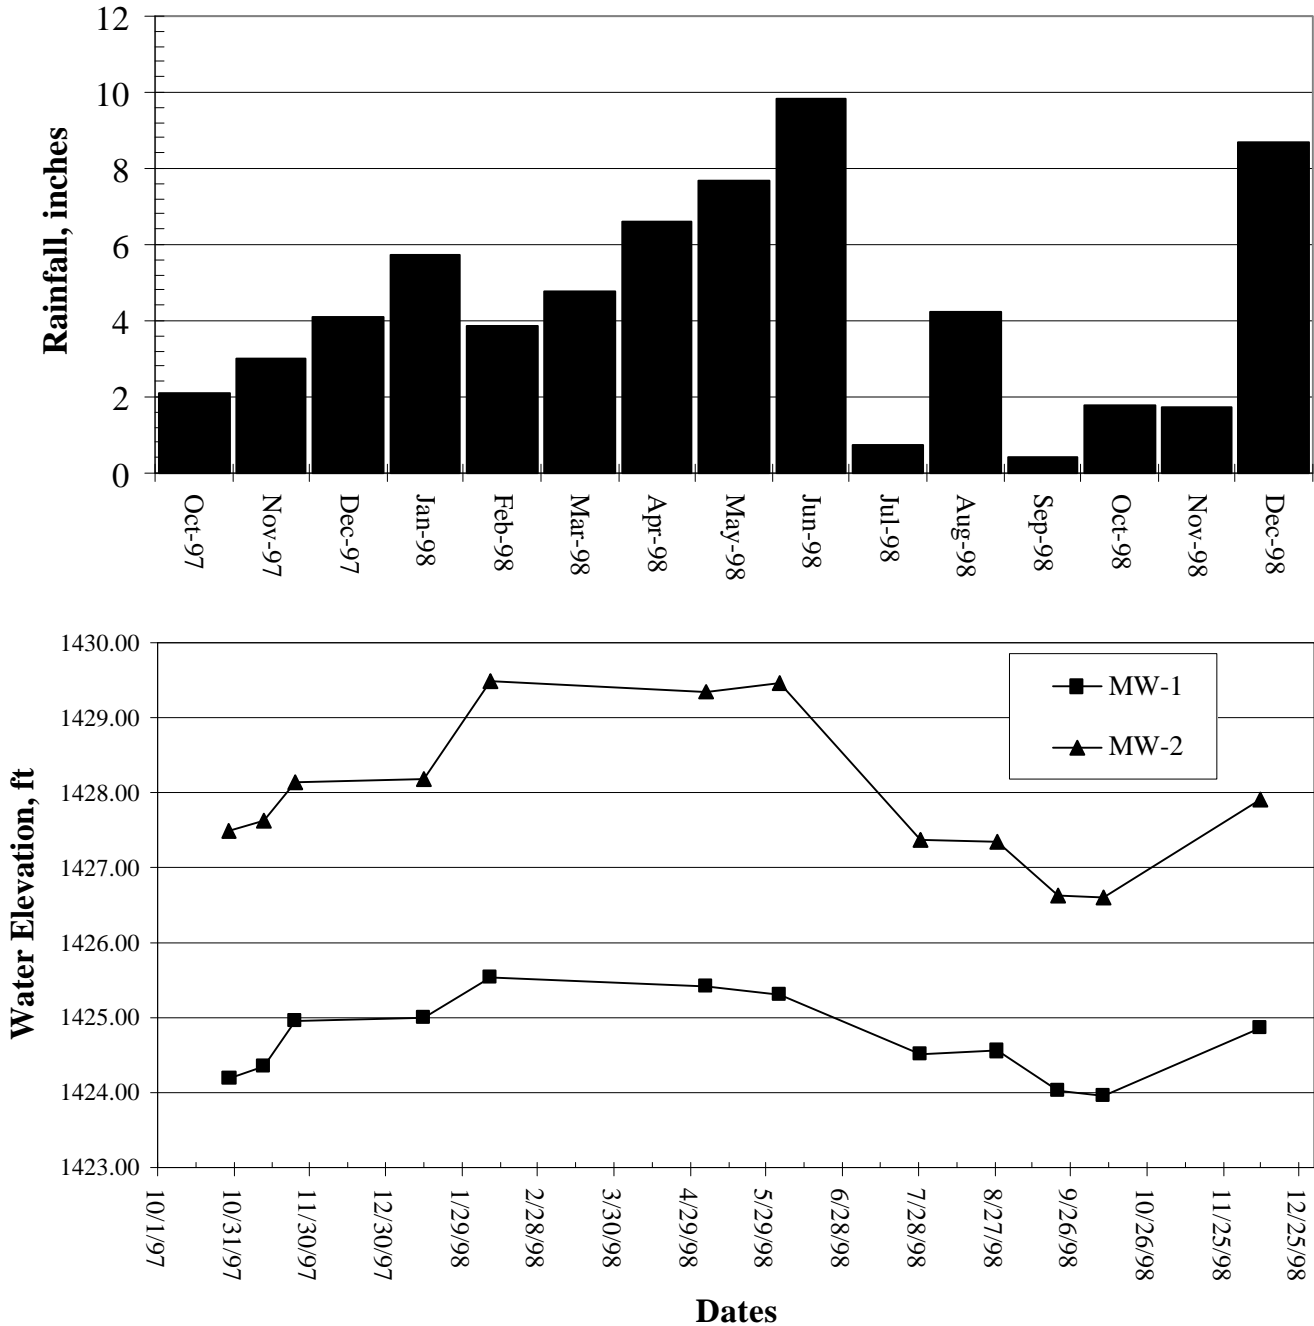 12
10
8
6
4
2
0
Rainfall, inches
Oct-97
Nov-97
Dec-97
Jan-98
Feb-98
Mar-98
Apr-98
May-98
Jun-98
Jul-98
Aug-98
Sep-98
Oct-98
Nov-98
Dec-98
1430.00
1429.00
1428.00
1427.00
1426.00
1425.00
1424.00
1423.00
Water Elevation, ft
MW-1
MW-2
10/1/97
10/31/97
11/30/97
12/30/97
1/29/98
2/28/98
3/30/98
4/29/98
5/29/98
6/28/98
7/28/98
8/27/98
9/26/98
10/26/98
11/25/98
12/25/98
Dates